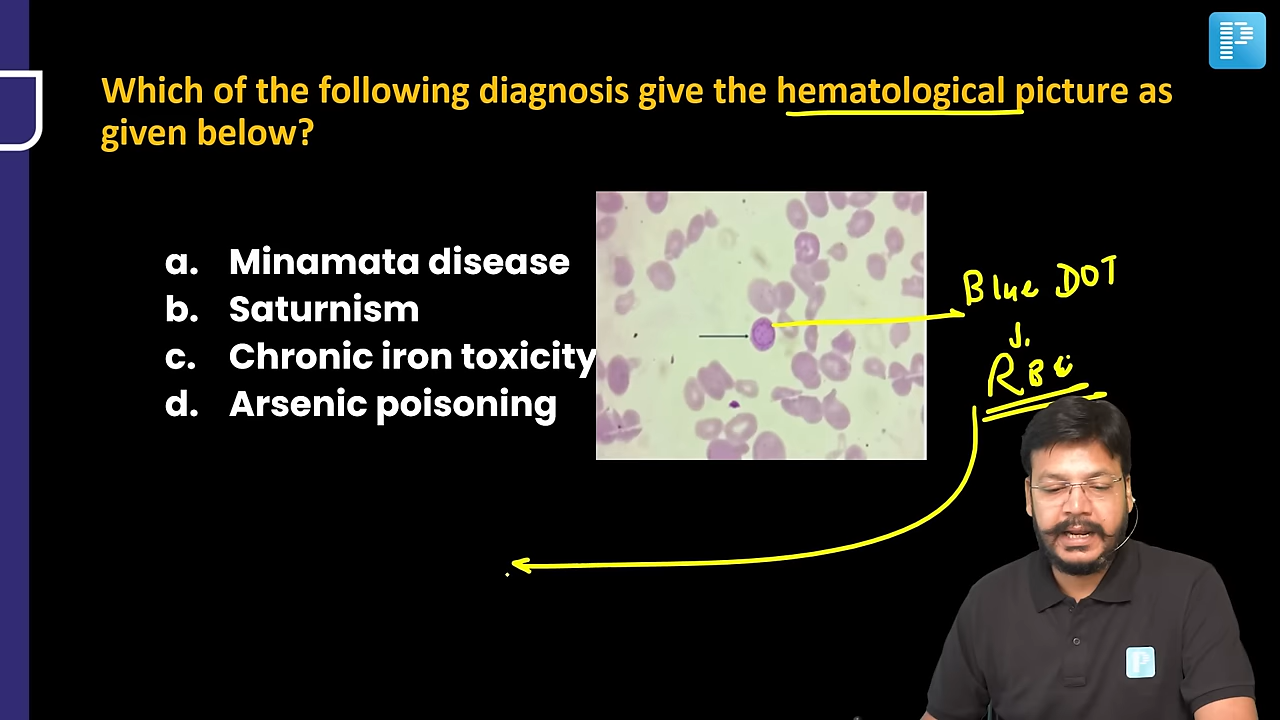 Which of the following diagnosis give the hematological picture as
given below?
a. Minamata disease
b. Saturnism
c. Chronic iron toxicity
d. Arsenic poisoning
Blue DOT